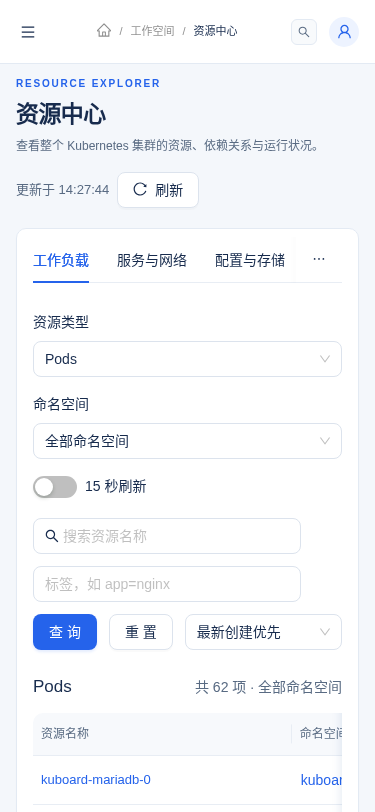 / 工作空间 / 资源中心
RESOURCE EXPLORER
资源中心
查看整个 Kubernetes 集群的资源、依赖关系与运行状况。
更新于 14:27:44 刷新
工作负载 服务与网络 配置与存储 ···
资源类型
Pods
命名空间
全部命名空间
15 秒刷新
搜索资源名称
标签，如 app=nginx
查 询 重 置 最新创建优先
Pods 共 62 项 · 全部命名空间
资源名称 命名空间
kuboard-mariadb-0 kuboar